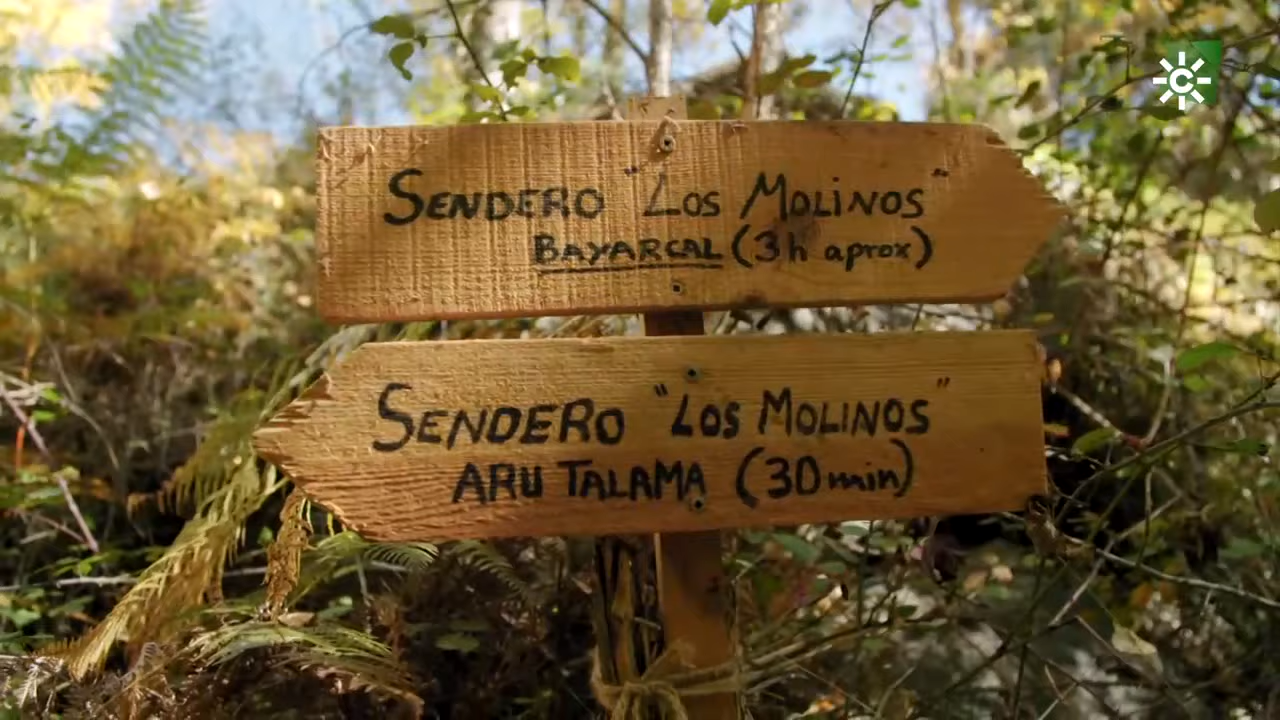 SENDERO "LOS MOLINOS"
BAYARCAL (3h aprox)
SENDERO "LOS MOLINOS"
ARU TALAMA (30 min)